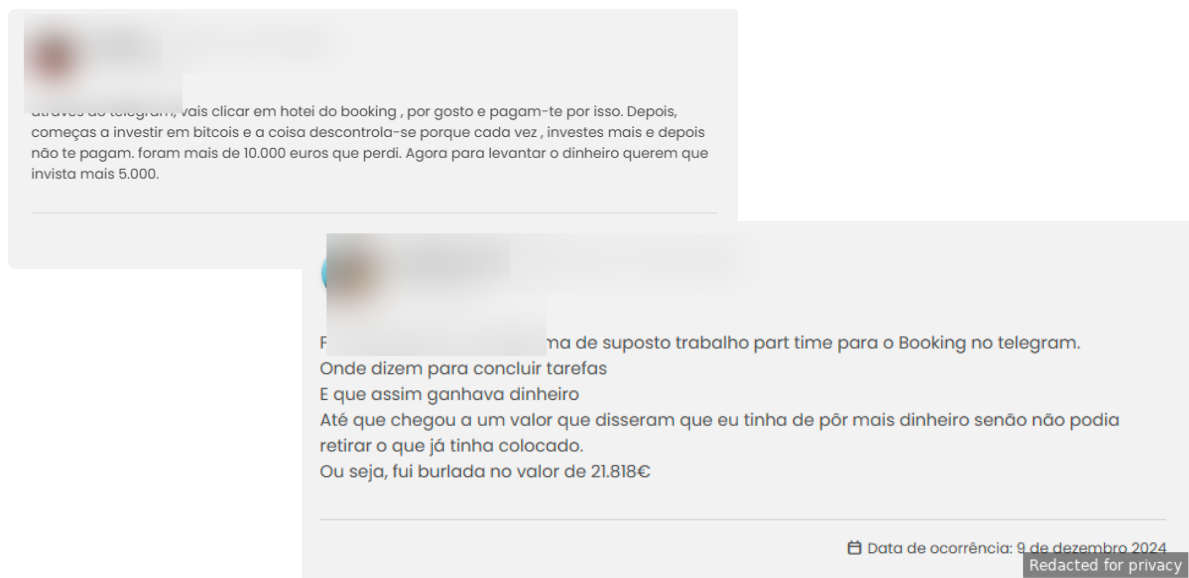 através do telegram, vais clicar em hotei do booking , por gosto e pagam-te por isso. Depois,
começas a investir em bitcois e a coisa descontrola-se porque cada vez , investes mais e depois
não te pagam. foram mais de 10.000 euros que perdi. Agora para levantar o dinheiro querem que
invista mais 5.000.
F
ma de suposto trabalho part time para o Booking no telegram.
Onde dizem para concluir tarefas
E que assim ganhava dinheiro
Até que chegou a um valor que disseram que eu tinha de pôr mais dinheiro senão não podia
retirar o que já tinha colocado.
Ou seja, fui burlada no valor de 21.818€
Data de ocorrência: 9 de dezembro 2024
Redacted for privacy